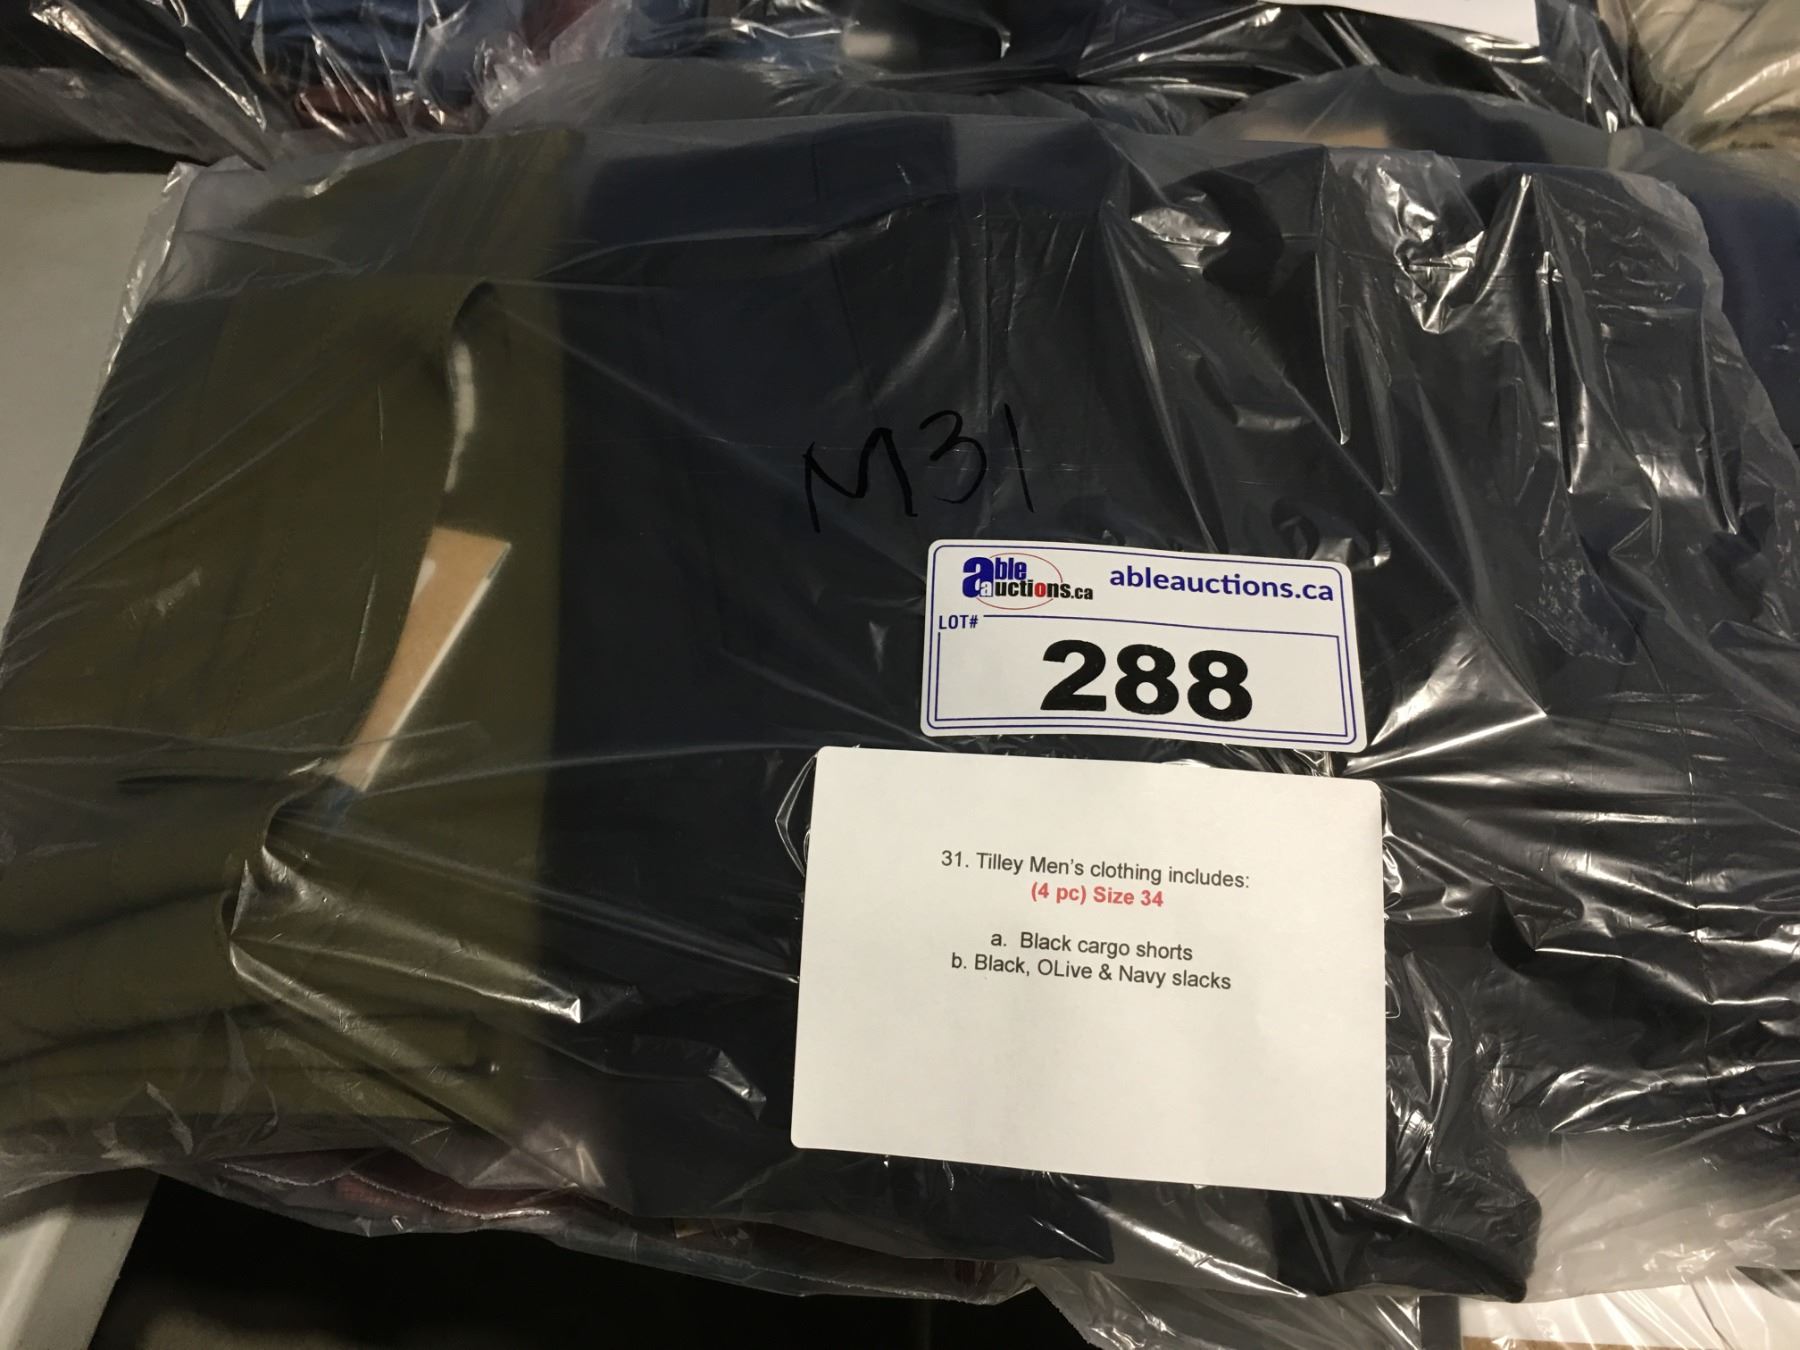 M31
able auctions.ca ableauctions.ca
LOT#
288
31. Tilley Men's clothing includes:
(4 pc) Size 34
a. Black cargo shorts
b. Black, OLive & Navy slacks